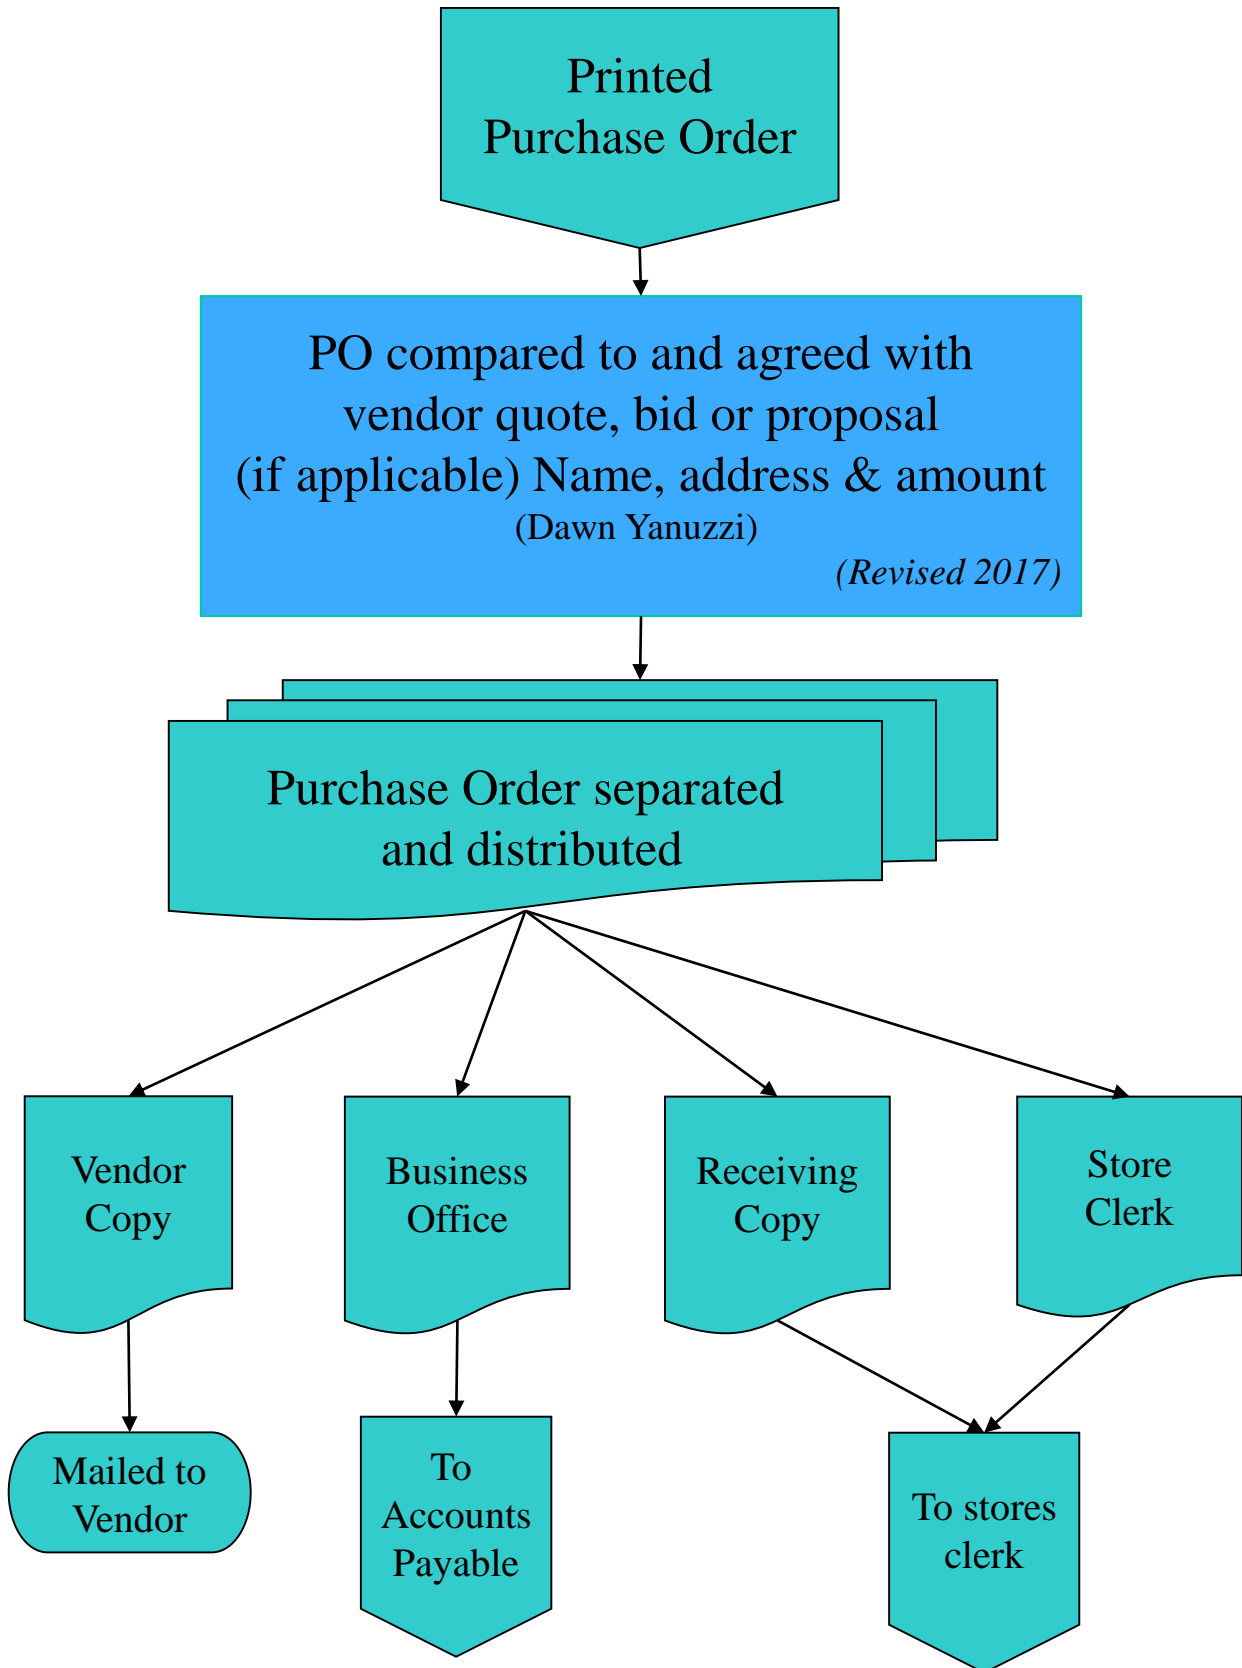 Printed
Purchase Order
PO compared to and agreed with
vendor quote, bid or proposal
(if applicable) Name, address & amount
(Dawn Yanuzzi)
(Revised 2017)
Purchase Order separated
and distributed
Vendor
Copy
Business
Office
Receiving
Copy
Store
Clerk
Mailed to
Vendor
To
Accounts
Payable
To stores
clerk